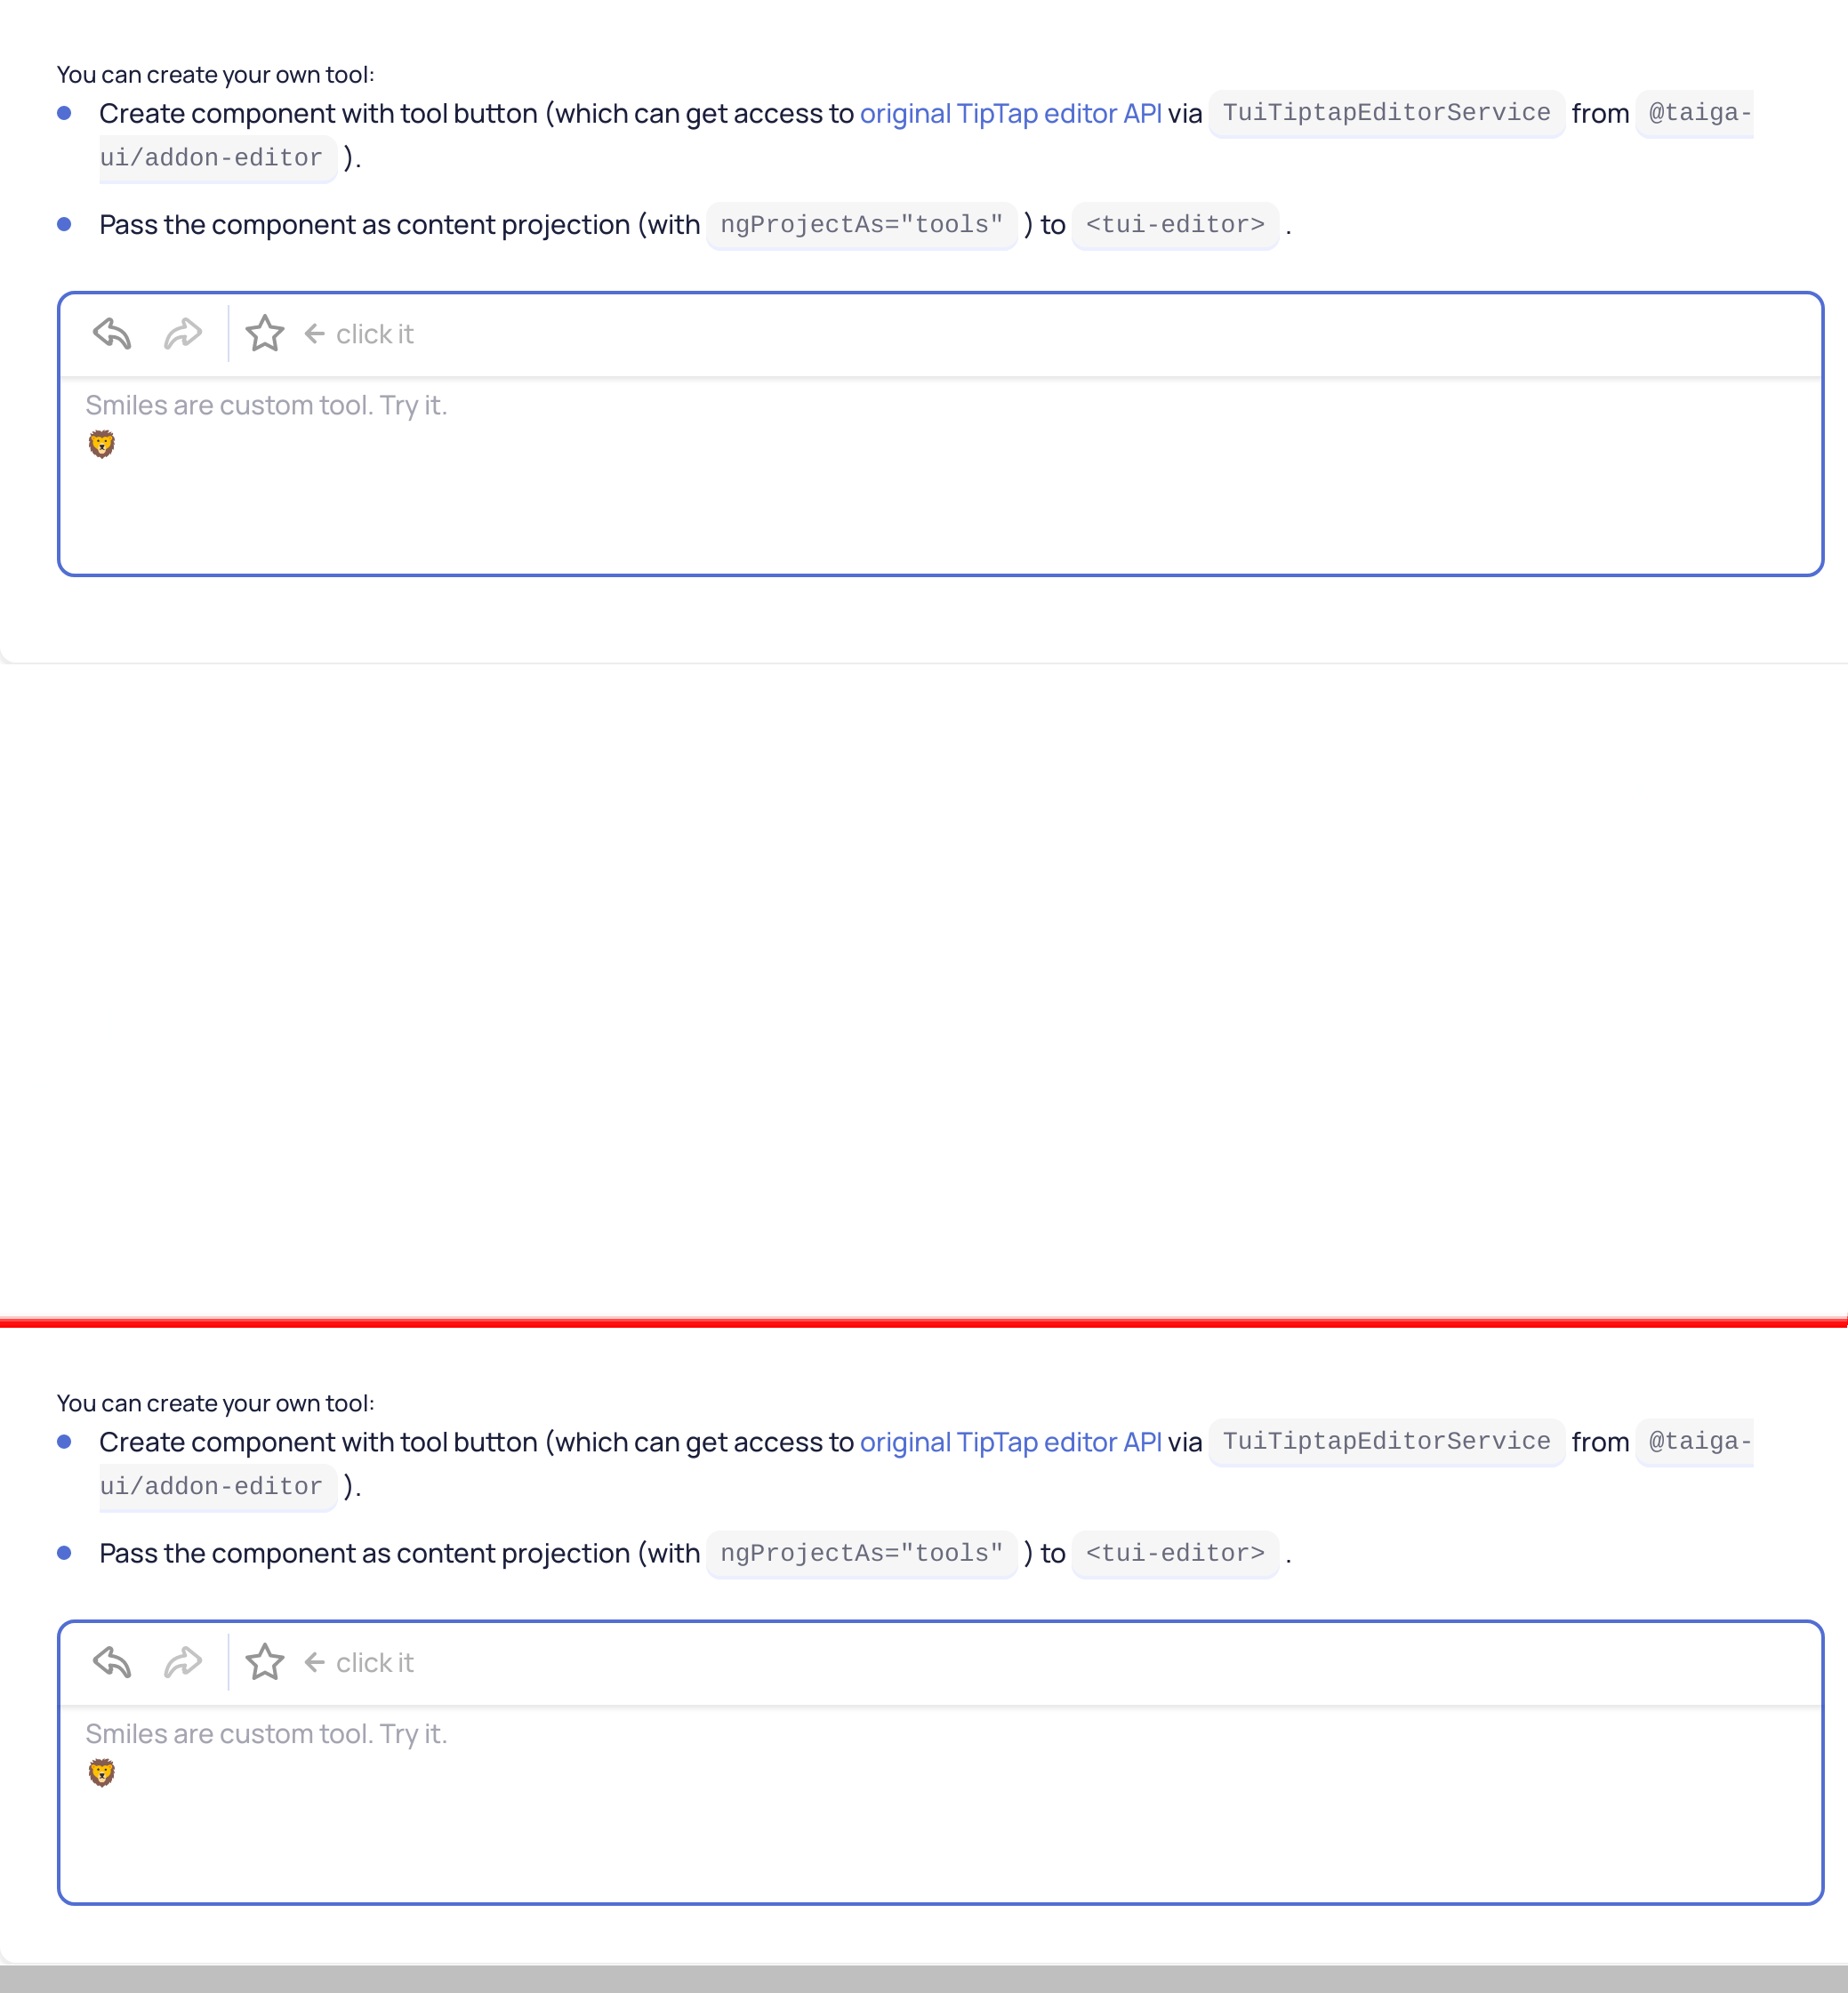 You can create your own tool:
Create component with tool button (which can get access to original TipTap editor API via TuiTiptapEditorService from @taiga-
ui/addon-editor ).
Pass the component as content projection (with ngProjectAs="tools" ) to <tui-editor> .
← click it
Smiles are custom tool. Try it.
🦁
You can create your own tool:
Create component with tool button (which can get access to original TipTap editor API via TuiTiptapEditorService from @taiga-
ui/addon-editor ).
Pass the component as content projection (with ngProjectAs="tools" ) to <tui-editor> .
← click it
Smiles are custom tool. Try it.
🦁